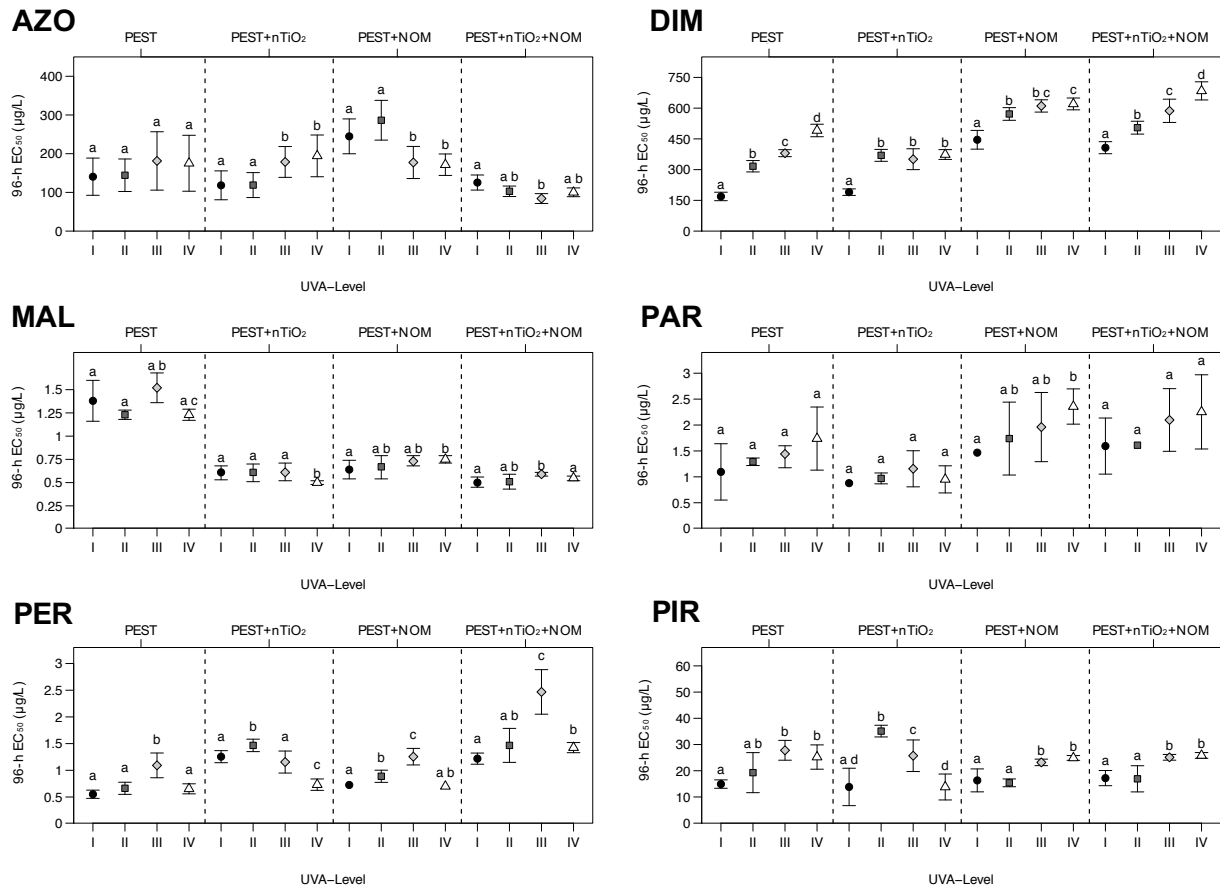 AZO
PEST PEST+nTiO₂ PEST+NOM PEST+nTiO₂+NOM
96-h EC₅₀ (µg/L)
400
300
200
100
0
a a a a a a b b a a b b a ab b ab
I II III IV I II III IV I II III IV I II III IV
UVA–Level
DIM
PEST PEST+nTiO₂ PEST+NOM PEST+nTiO₂+NOM
96-h EC₅₀ (µg/L)
750
600
450
300
150
0
a b c d a b b b a b b c c a b c d
I II III IV I II III IV I II III IV I II III IV
UVA–Level
MAL
PEST PEST+nTiO₂ PEST+NOM PEST+nTiO₂+NOM
96-h EC₅₀ (µg/L)
1.5
1.25
1
0.75
0.5
0.25
0
a a a b a c a a a b a ab ab b a ab b a
I II III IV I II III IV I II III IV I II III IV
UVA–Level
PAR
PEST PEST+nTiO₂ PEST+NOM PEST+nTiO₂+NOM
96-h EC₅₀ (µg/L)
3
2.5
2
1.5
1
0.5
0
a a a a a a a a a a b a b b a a a a
I II III IV I II III IV I II III IV I II III IV
UVA–Level
PER
PEST PEST+nTiO₂ PEST+NOM PEST+nTiO₂+NOM
96-h EC₅₀ (µg/L)
3
2.5
2
1.5
1
0.5
0
a a b a a b a c a b c a b a a b c b
I II III IV I II III IV I II III IV I II III IV
UVA–Level
PIR
PEST PEST+nTiO₂ PEST+NOM PEST+nTiO₂+NOM
96-h EC₅₀ (µg/L)
60
50
40
30
20
10
0
a a b b b a d b c d a a b b a a b b
I II III IV I II III IV I II III IV I II III IV
UVA–Level